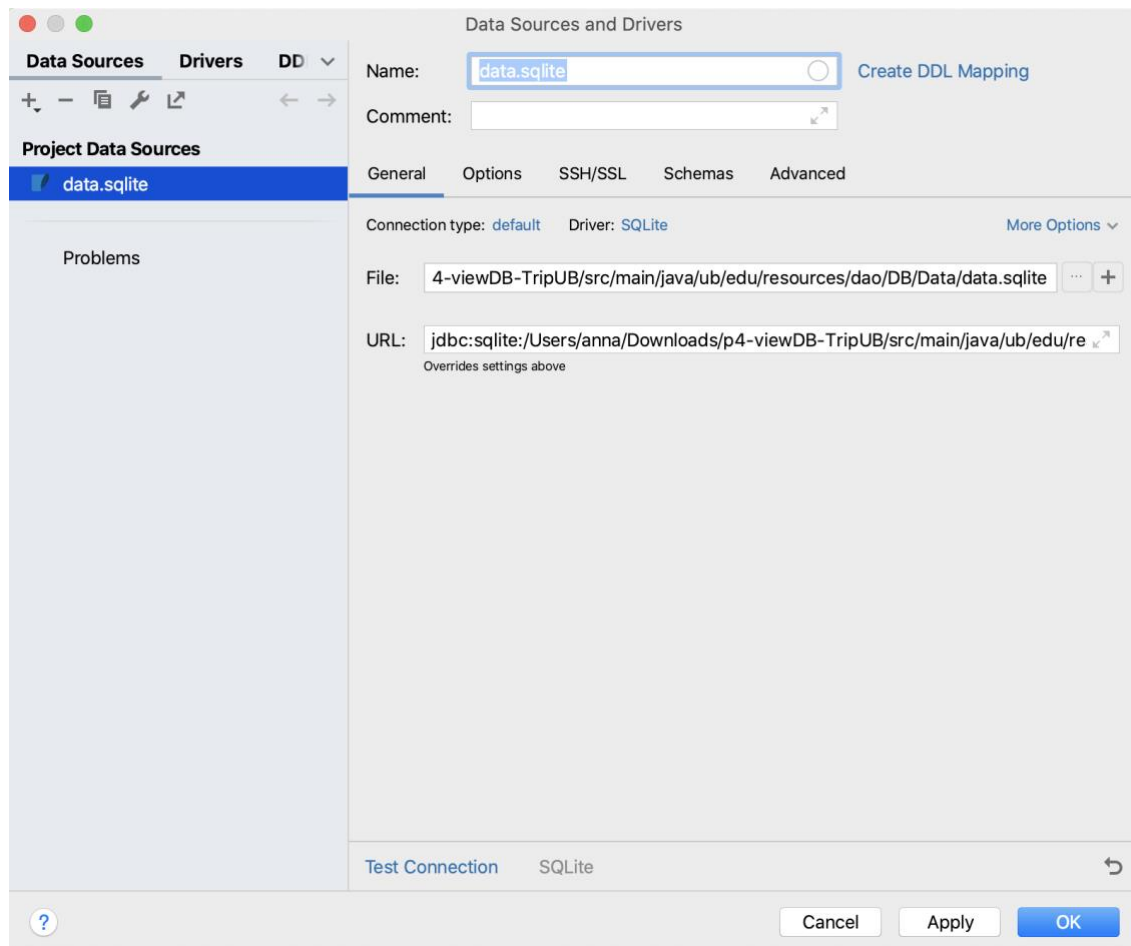 Data Sources and Drivers
Data Sources Drivers DD
Name: data.sqlite Create DDL Mapping
Comment:
Project Data Sources
data.sqlite
General Options SSH/SSL Schemas Advanced
Connection type: default Driver: SQLite More Options
Problems
File: 4-viewDB-TripUB/src/main/java/ub/edu/resources/dao/DB/Data/data.sqlite ... +
URL: jdbc:sqlite:/Users/anna/Downloads/p4-viewDB-TripUB/src/main/java/ub/edu/re
Overrides settings above
Test Connection SQLite
? Cancel Apply OK